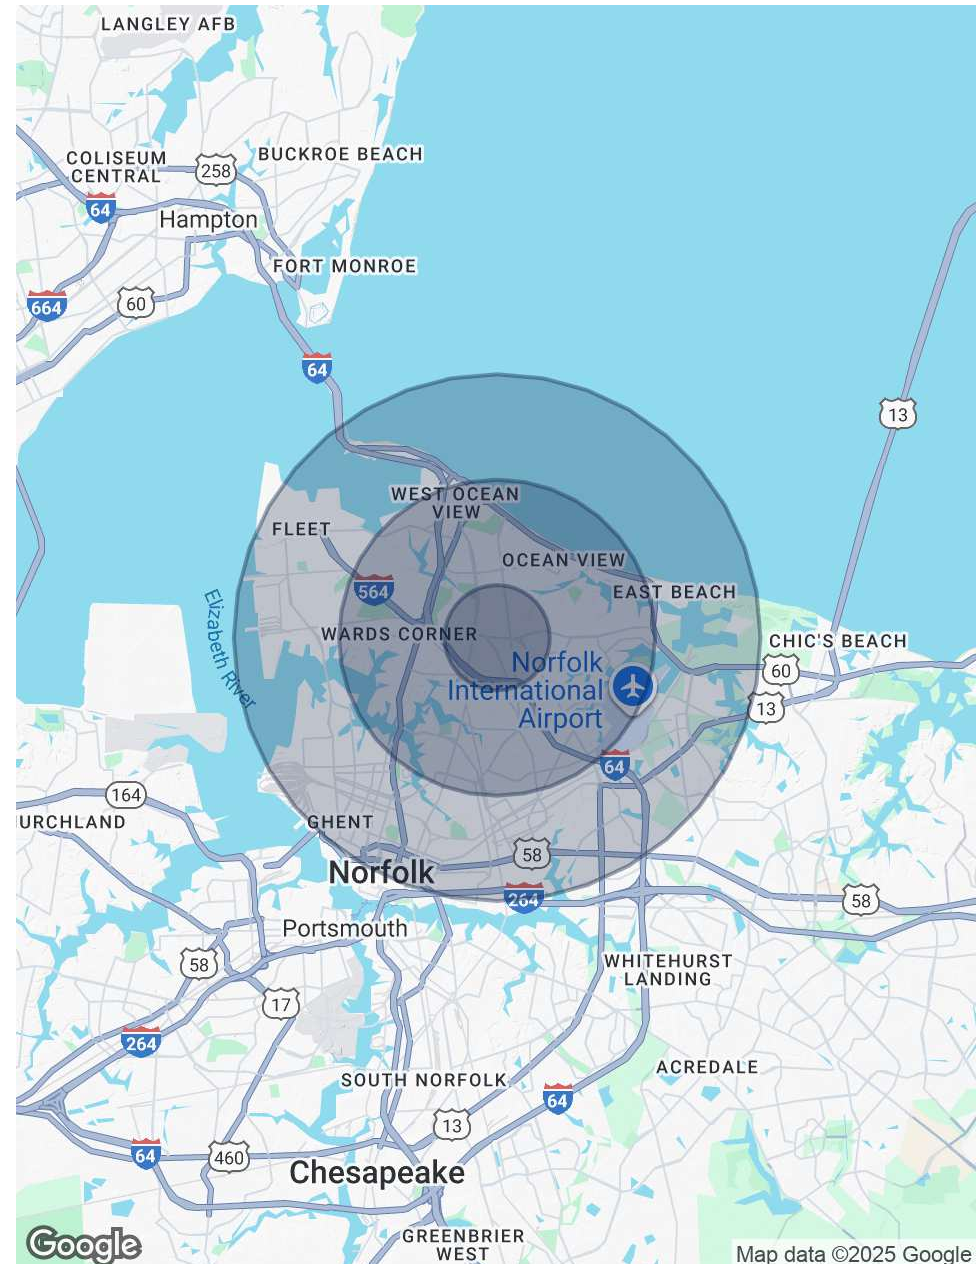 LANGLEY AFB
COLISEUM
CENTRAL
258
BUCKROE BEACH
64
Hampton
FORT MONROE
664
60
64
13
WEST OCEAN
VIEW
FLEET
OCEAN VIEW
564
EAST BEACH
Elizabeth River
WARDS CORNER
CHIC'S BEACH
Norfolk
International
Airport
60
13
64
164
URCHLAND
GHENT
58
Norfolk
264
58
Portsmouth
58
WHITEHURST
LANDING
17
264
ACREDALE
SOUTH NORFOLK
64
13
64
460
Chesapeake
GREENBRIER
WEST
Google
Map data ©2025 Google